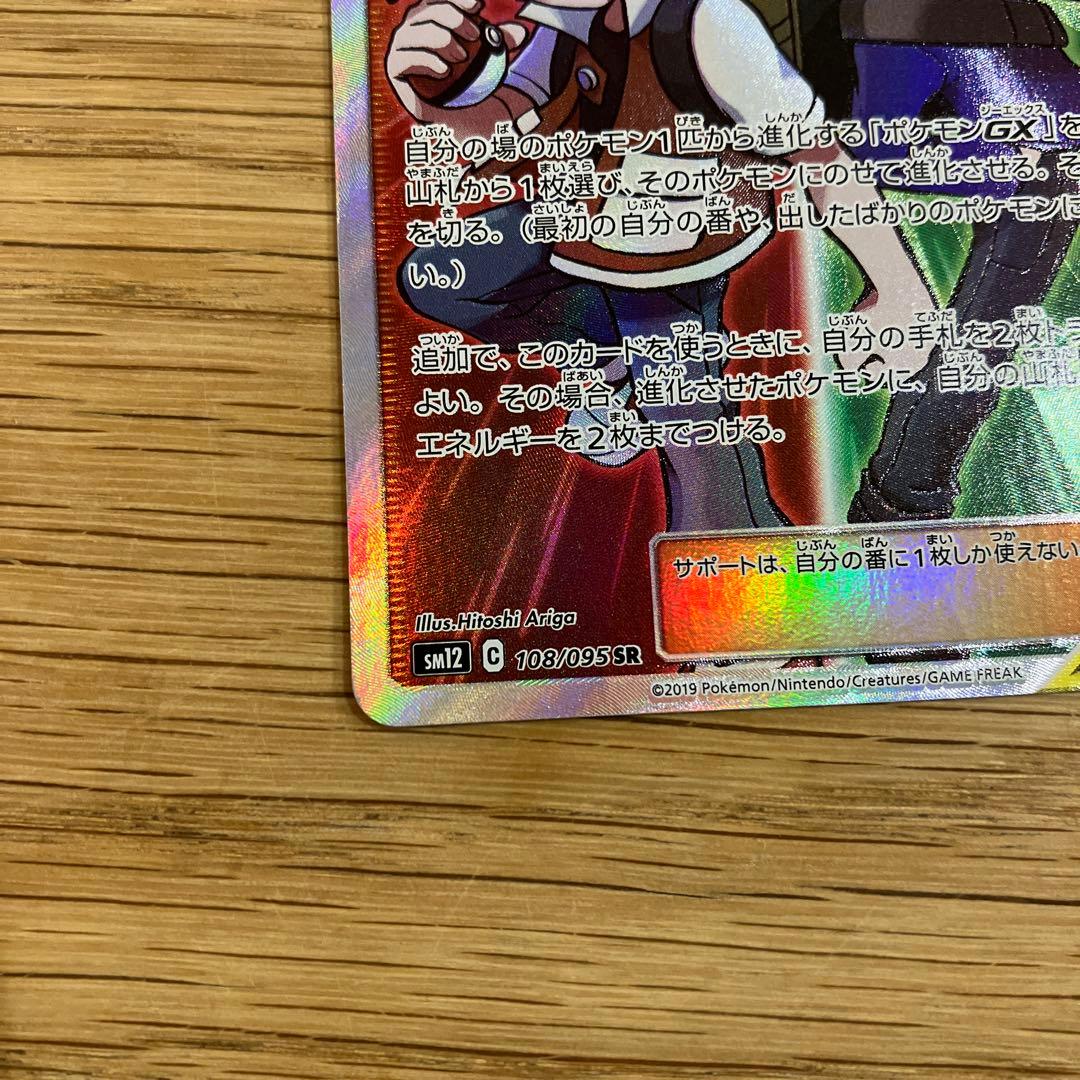 自分の場のポケモン1匹から進化する「ポケモンGX」を
山札から1枚選び、そのポケモンにのせて進化させる。そ
を切る。（最初の自分の番や、出したばかりのポケモンに
い。）
追加で、このカードを使うときに、自分の手札を2枚トラ
よい。その場合、進化させたポケモンに、自分の山札
エネルギーを2枚までつける。
サポートは、自分の番に1枚しか使えない
Illus.Hitoshi Ariga
SM12 C 108/095 SR
©2019 Pokémon/Nintendo/Creatures/GAME FREAK